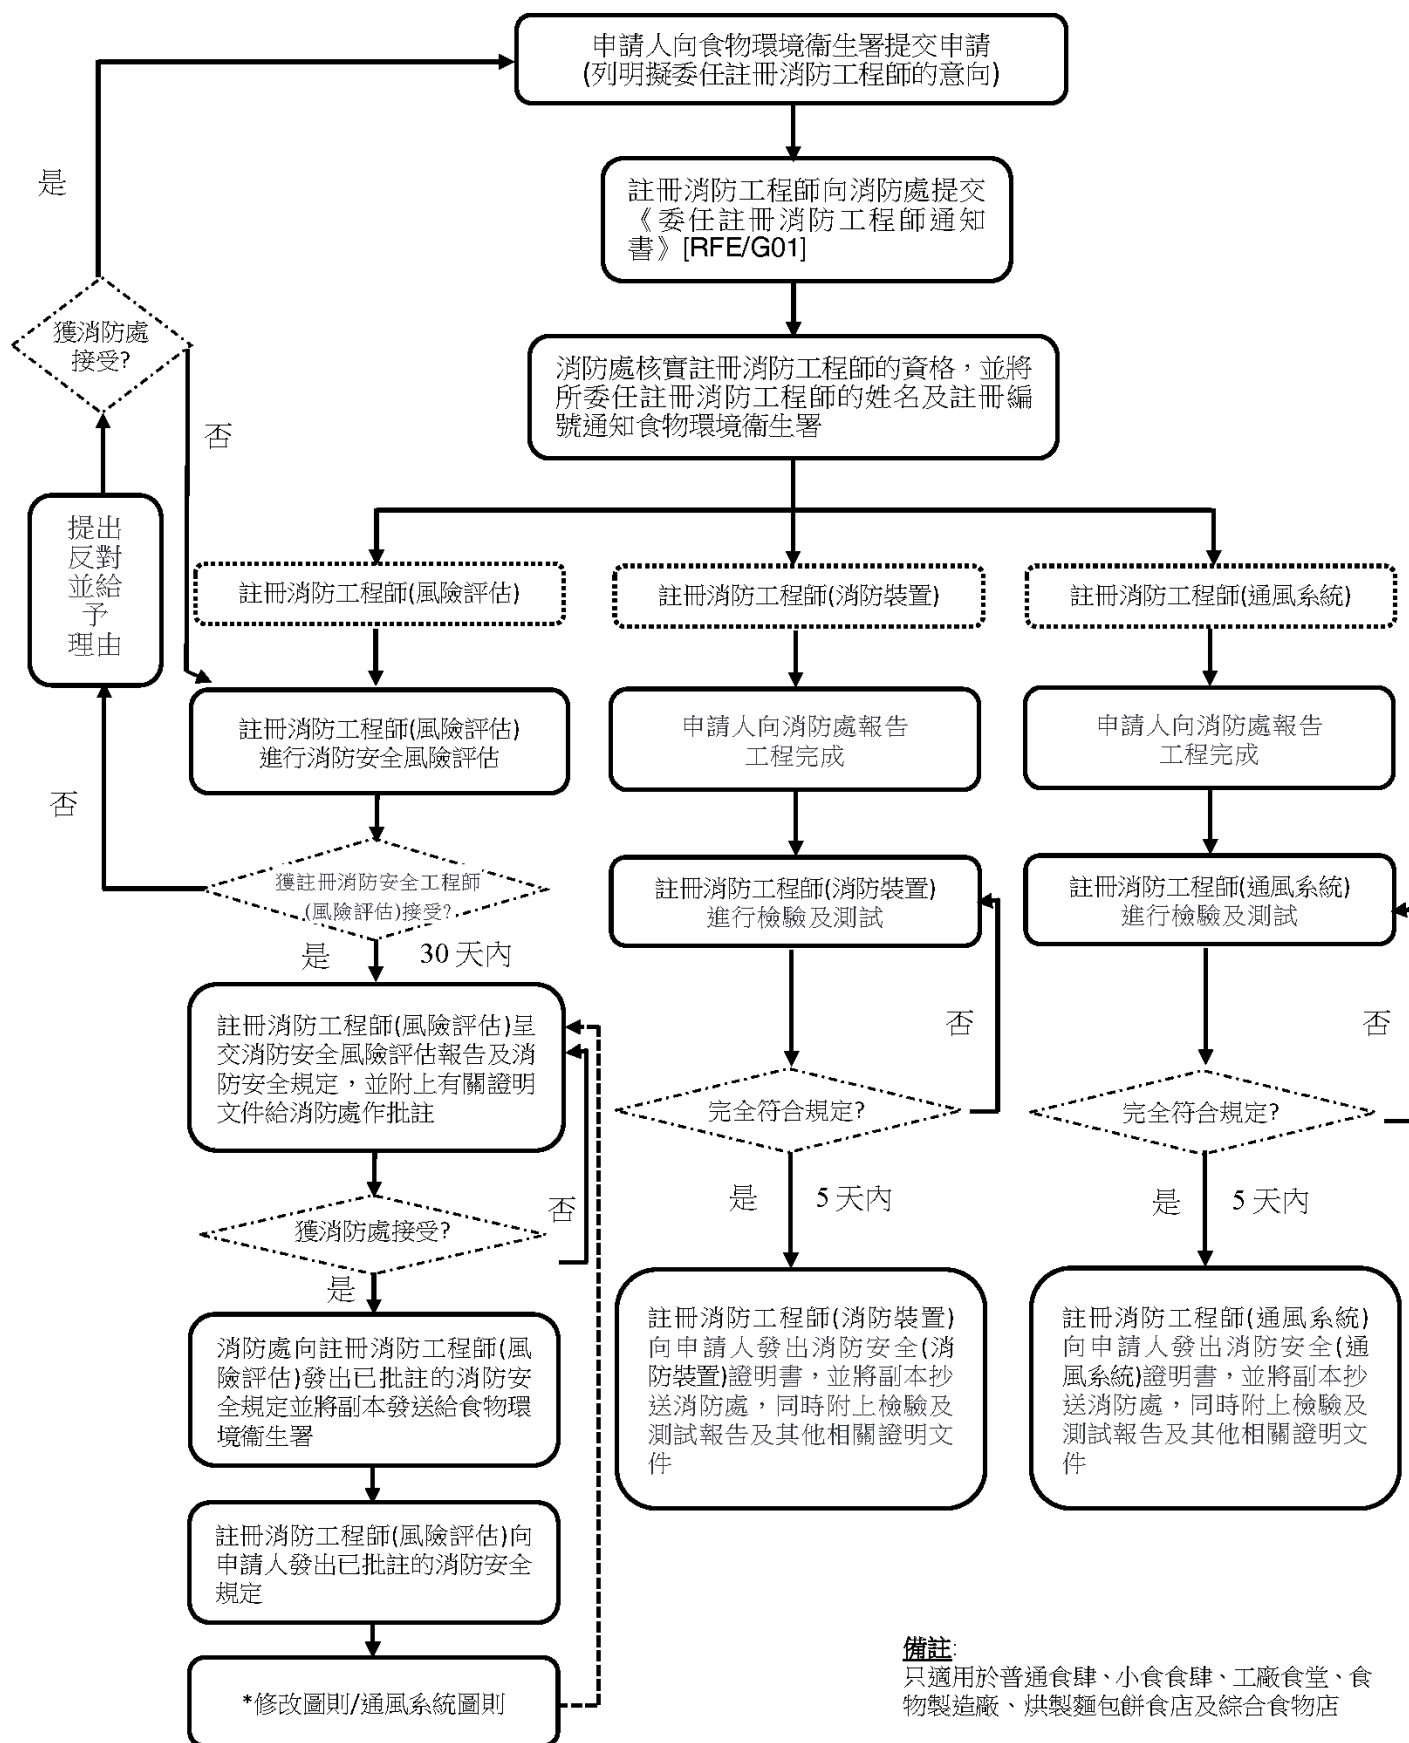 申請人向食物環境衞生署提交申請
(列明擬委任註冊消防工程師的意向)
是
註冊消防工程師向消防處提交
《委任註冊消防工程師通知
書》[RFE/G01]
獲消防處
接受?
消防處核實註冊消防工程師的資格，並將
所委任註冊消防工程師的姓名及註冊編
號通知食物環境衞生署
否
提出
反對
並給
予
理由
註冊消防工程師(風險評估)
註冊消防工程師(消防裝置)
註冊消防工程師(通風系統)
註冊消防工程師(風險評估)
進行消防安全風險評估
申請人向消防處報告
工程完成
申請人向消防處報告
工程完成
否
獲註冊消防安全工程師
(風險評估)接受?
註冊消防工程師(消防裝置)
進行檢驗及測試
註冊消防工程師(通風系統)
進行檢驗及測試
是
30 天內
註冊消防工程師(風險評估)呈
交消防安全風險評估報告及消
防安全規定，並附上有關證明
文件給消防處作批註
否
否
完全符合規定?
完全符合規定?
獲消防處接受?
否
是
5 天內
是
5 天內
是
消防處向註冊消防工程師(風
險評估)發出已批註的消防安
全規定並將副本發送給食物環
境衞生署
註冊消防工程師(消防裝置)
向申請人發出消防安全(消
防裝置)證明書，並將副本抄
送消防處，同時附上檢驗及
測試報告及其他相關證明文
件
註冊消防工程師(通風系統)
向申請人發出消防安全(通
風系統)證明書，並將副本抄
送消防處，同時附上檢驗及
測試報告及其他相關證明文
件
註冊消防工程師(風險評估)向
申請人發出已批註的消防安全
規定
*修改圖則/通風系統圖則
備註:
只適用於普通食肆、小食食肆、工廠食堂、食
物製造廠、烘製麵包餅食店及綜合食物店